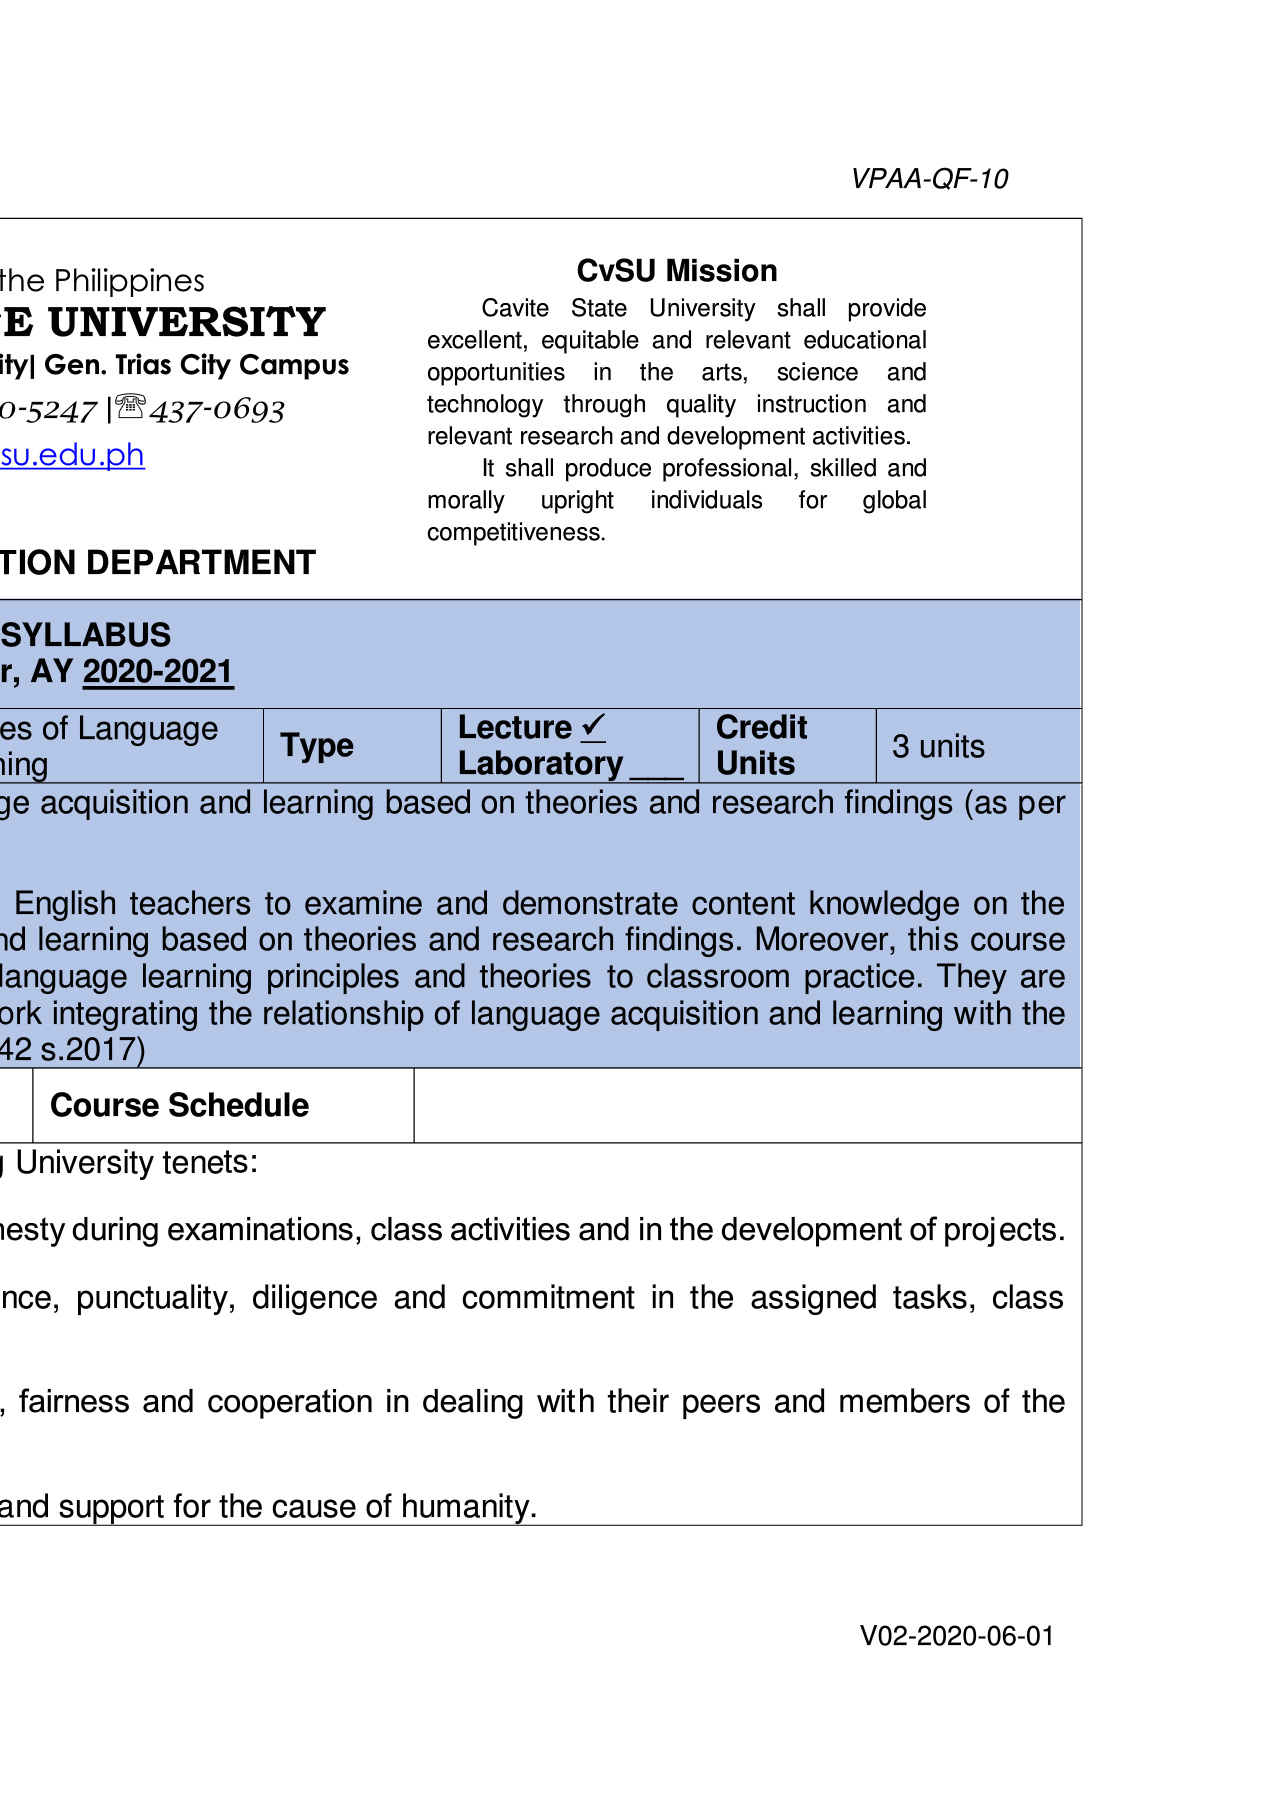 VPAA-QF-10
the Philippines
E UNIVERSITY
ity| Gen. Trias City Campus
0-5247 |☏437-0693
su.edu.ph
TION DEPARTMENT
CvSU Mission
Cavite State University shall provide
excellent, equitable and relevant educational
opportunities in the arts, science and
technology through quality instruction and
relevant research and development activities.
It shall produce professional, skilled and
morally upright individuals for global
competitiveness.
SYLLABUS
r, AY 2020-2021
es of Language
ning
Type
Lecture ✓
Laboratory ___
Credit
Units
3 units
ge acquisition and learning based on theories and research findings (as per
English teachers to examine and demonstrate content knowledge on the
nd learning based on theories and research findings. Moreover, this course
language learning principles and theories to classroom practice. They are
ork integrating the relationship of language acquisition and learning with the
42 s.2017)
Course Schedule
g University tenets:
nesty during examinations, class activities and in the development of projects.
nce, punctuality, diligence and commitment in the assigned tasks, class
, fairness and cooperation in dealing with their peers and members of the
and support for the cause of humanity.
V02-2020-06-01